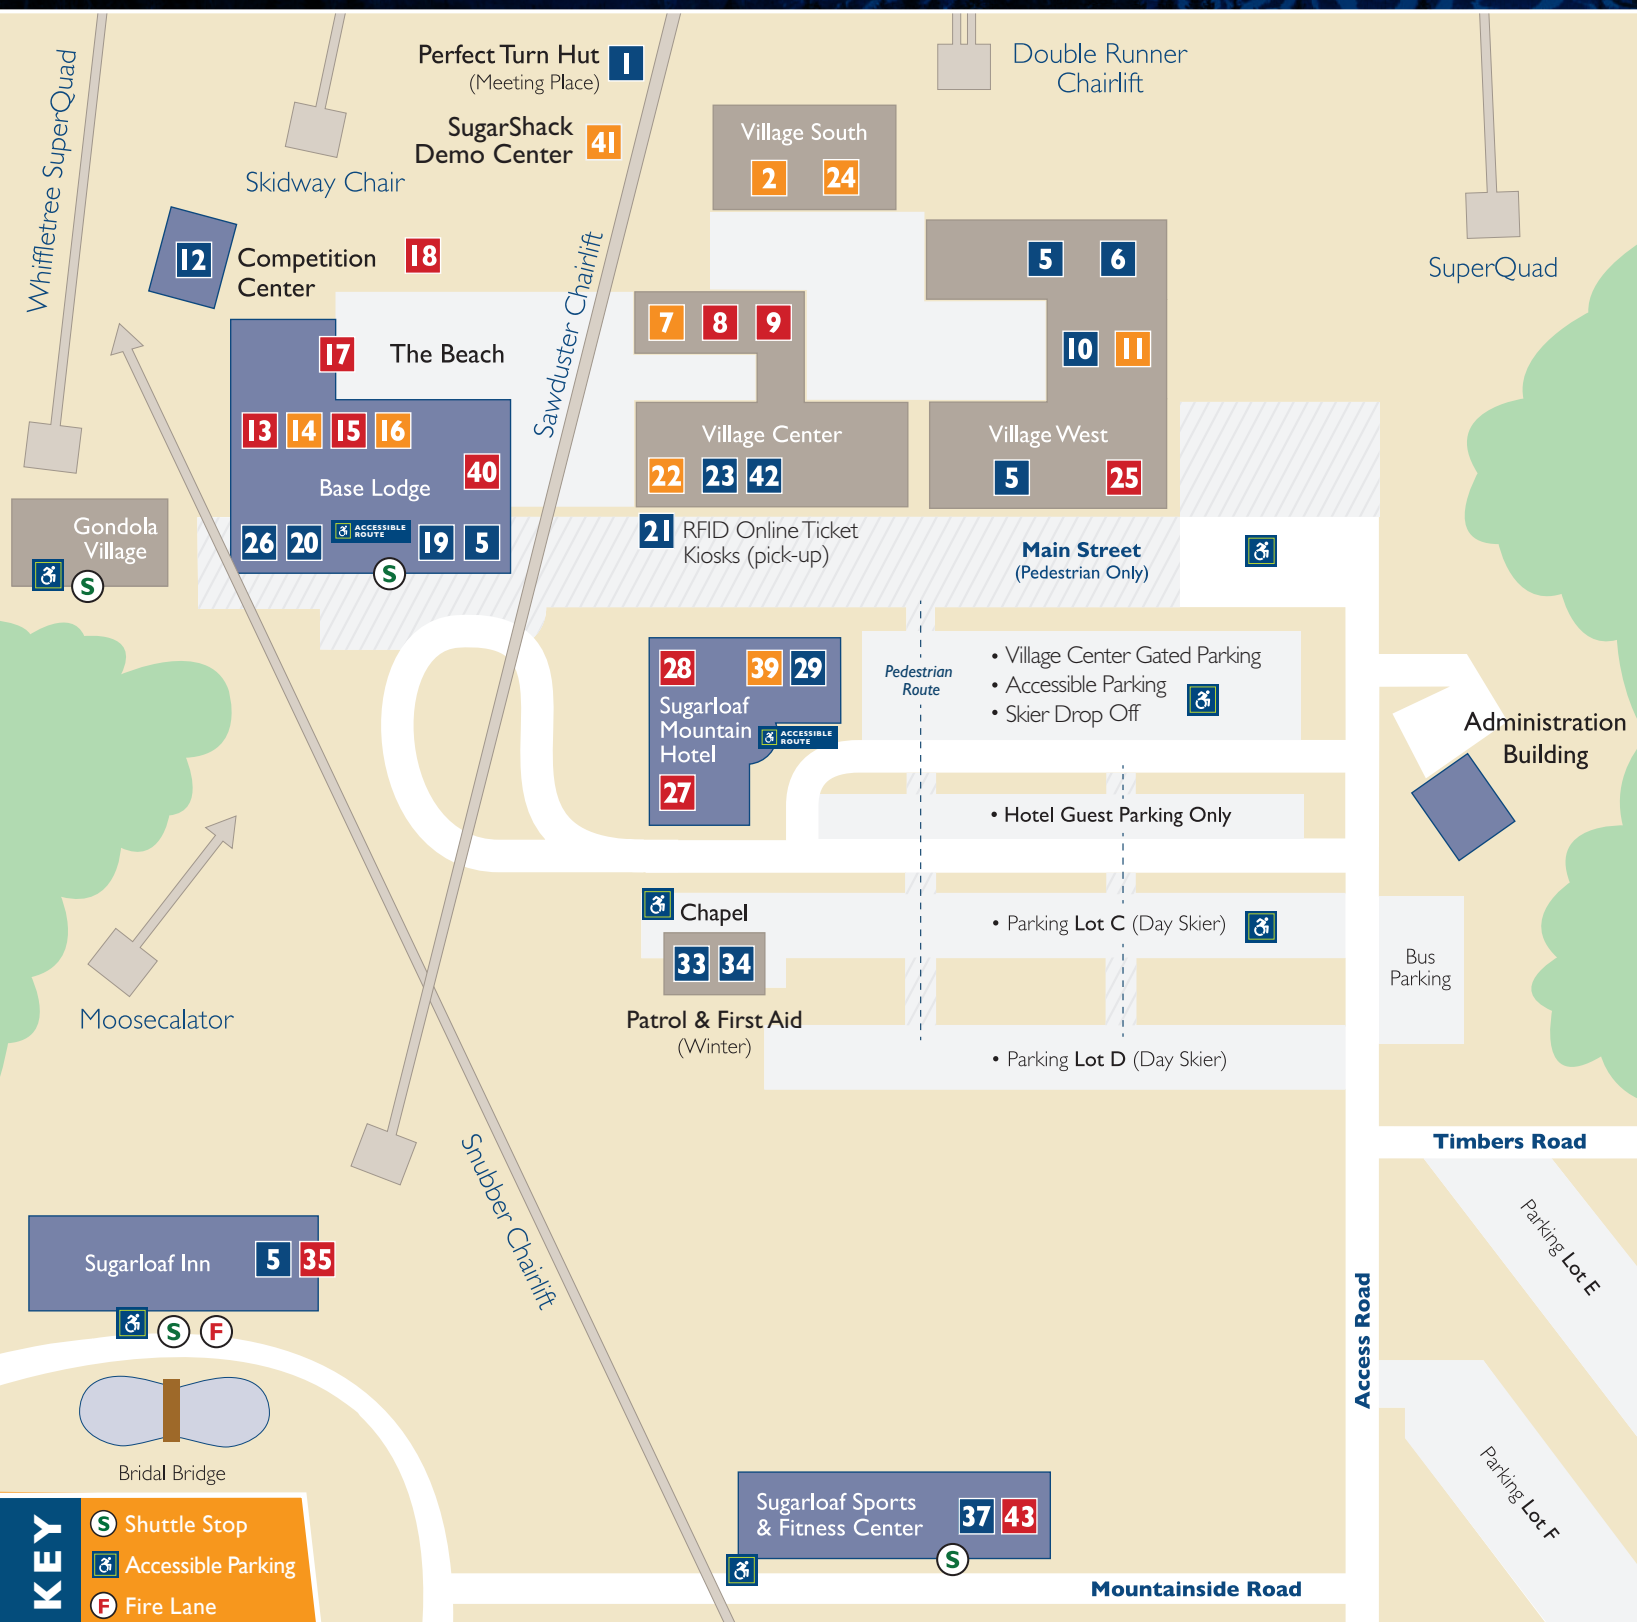 Whiffletree SuperQuad
Perfect Turn Hut
(Meeting Place)
1
SugarShack
Demo Center
41
Double Runner
Chairlift
Skidway Chair
Village South
2 24
12
Competition
Center
18
Sawduster Chairlift
5 6
SuperQuad
7 8 9
17
The Beach
10 11
13 14 15 16
40
Base Lodge
Village Center
22 23 42
Village West
5 25
Gondola
Village
S
26 20
ACCESSIBLE
ROUTE
19 5
S
21
RFID Online Ticket
Kiosks (pick-up)
Main Street
(Pedestrian Only)
28 39 29
Sugarloaf
Mountain
Hotel
ACCESSIBLE
ROUTE
27
Pedestrian
Route
• Village Center Gated Parking
• Accessible Parking
• Skier Drop Off
Administration
Building
• Hotel Guest Parking Only
Chapel
33 34
Patrol & First Aid
(Winter)
• Parking Lot C (Day Skier)
Bus
Parking
Moosecalator
• Parking Lot D (Day Skier)
Timbers Road
Snubber Chairlift
Parking Lot E
Sugarloaf Inn
5 35
S F
Access Road
Bridal Bridge
Parking Lot F
Sugarloaf Sports
& Fitness Center
37 43
S
Mountainside Road
KEY
S Shuttle Stop
Accessible Parking
F Fire Lane